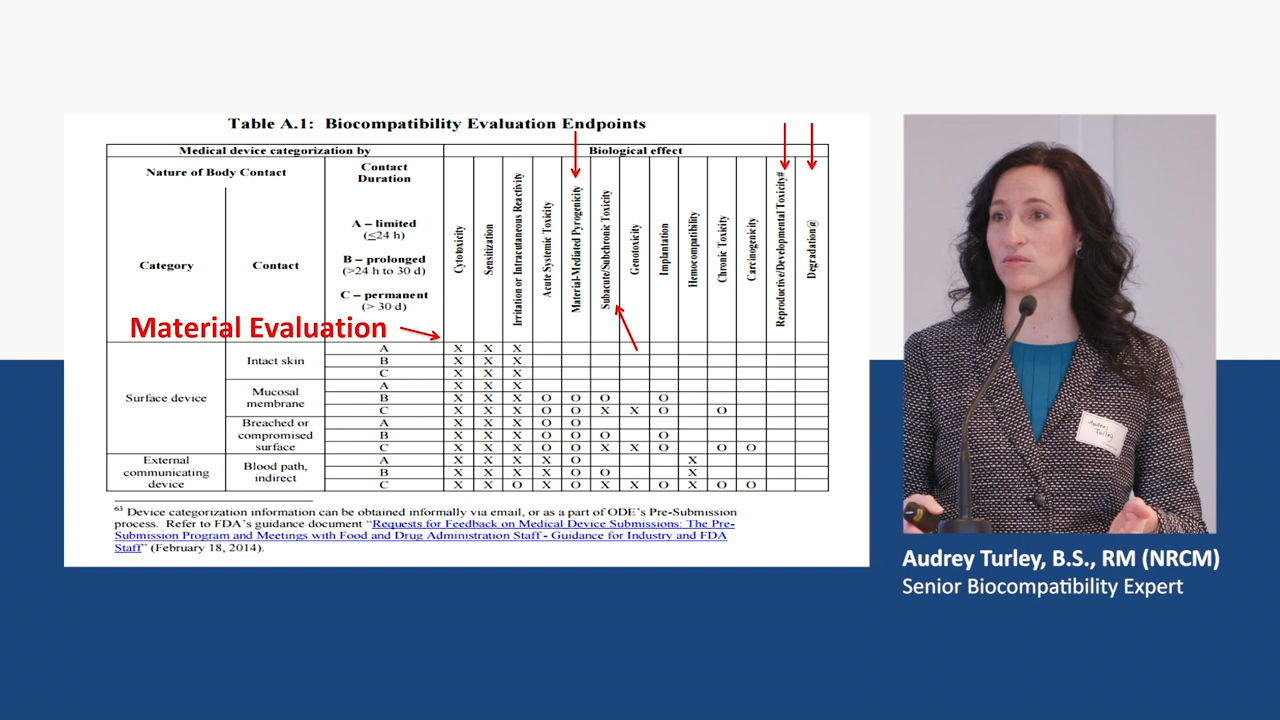 Table A.1: Biocompatibility Evaluation Endpoints
Medical device categorization by
Biological effect
Nature of Body Contact
Contact
Duration
A – limited
(≤24 h)
B – prolonged
(>24 h to 30 d)
C – permanent
(> 30 d)
Category
Contact
Cytotoxicity
Sensitization
Irritation or Intracutaneous Reactivity
Acute Systemic Toxicity
Material-Mediated Pyrogenicity
Subacute/Subchronic Toxicity
Genotoxicity
Implantation
Hemocompatibility
Chronic Toxicity
Carcinogenicity
Reproductive/Developmental Toxicity#
Degradation@
Material Evaluation
Surface device
Intact skin
A X X X
B X X X
C X X X
Mucosal
membrane
A X X X
B X X X O O O O
C X X X O O X X O O
Breached or
compromised
surface
A X X X O O
B X X X O O O O
C X X X O O X X O O O
External
communicating
device
Blood path,
indirect
A X X X X O X
B X X X X O O X
C X X O X O X X O X O O
63 Device categorization information can be obtained informally via email, or as a part of ODE's Pre-Submission
process. Refer to FDA's guidance document "Requests for Feedback on Medical Device Submissions: The Pre-
Submission Program and Meetings with Food and Drug Administration Staff - Guidance for Industry and FDA
Staff" (February 18, 2014).
Audrey
Turley
Audrey Turley, B.S., RM (NRCM)
Senior Biocompatibility Expert